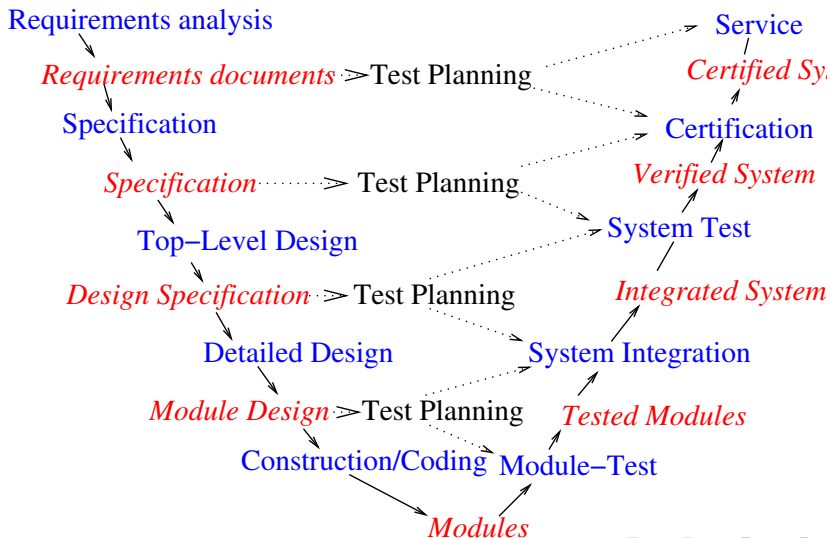 Requirements analysis
Service
Requirements documents
Test Planning
Certified Sys
Specification
Certification
Specification
Test Planning
Verified System
Top-Level Design
System Test
Design Specification
Test Planning
Integrated System
Detailed Design
System Integration
Module Design
Test Planning
Tested Modules
Construction/Coding
Module-Test
Modules